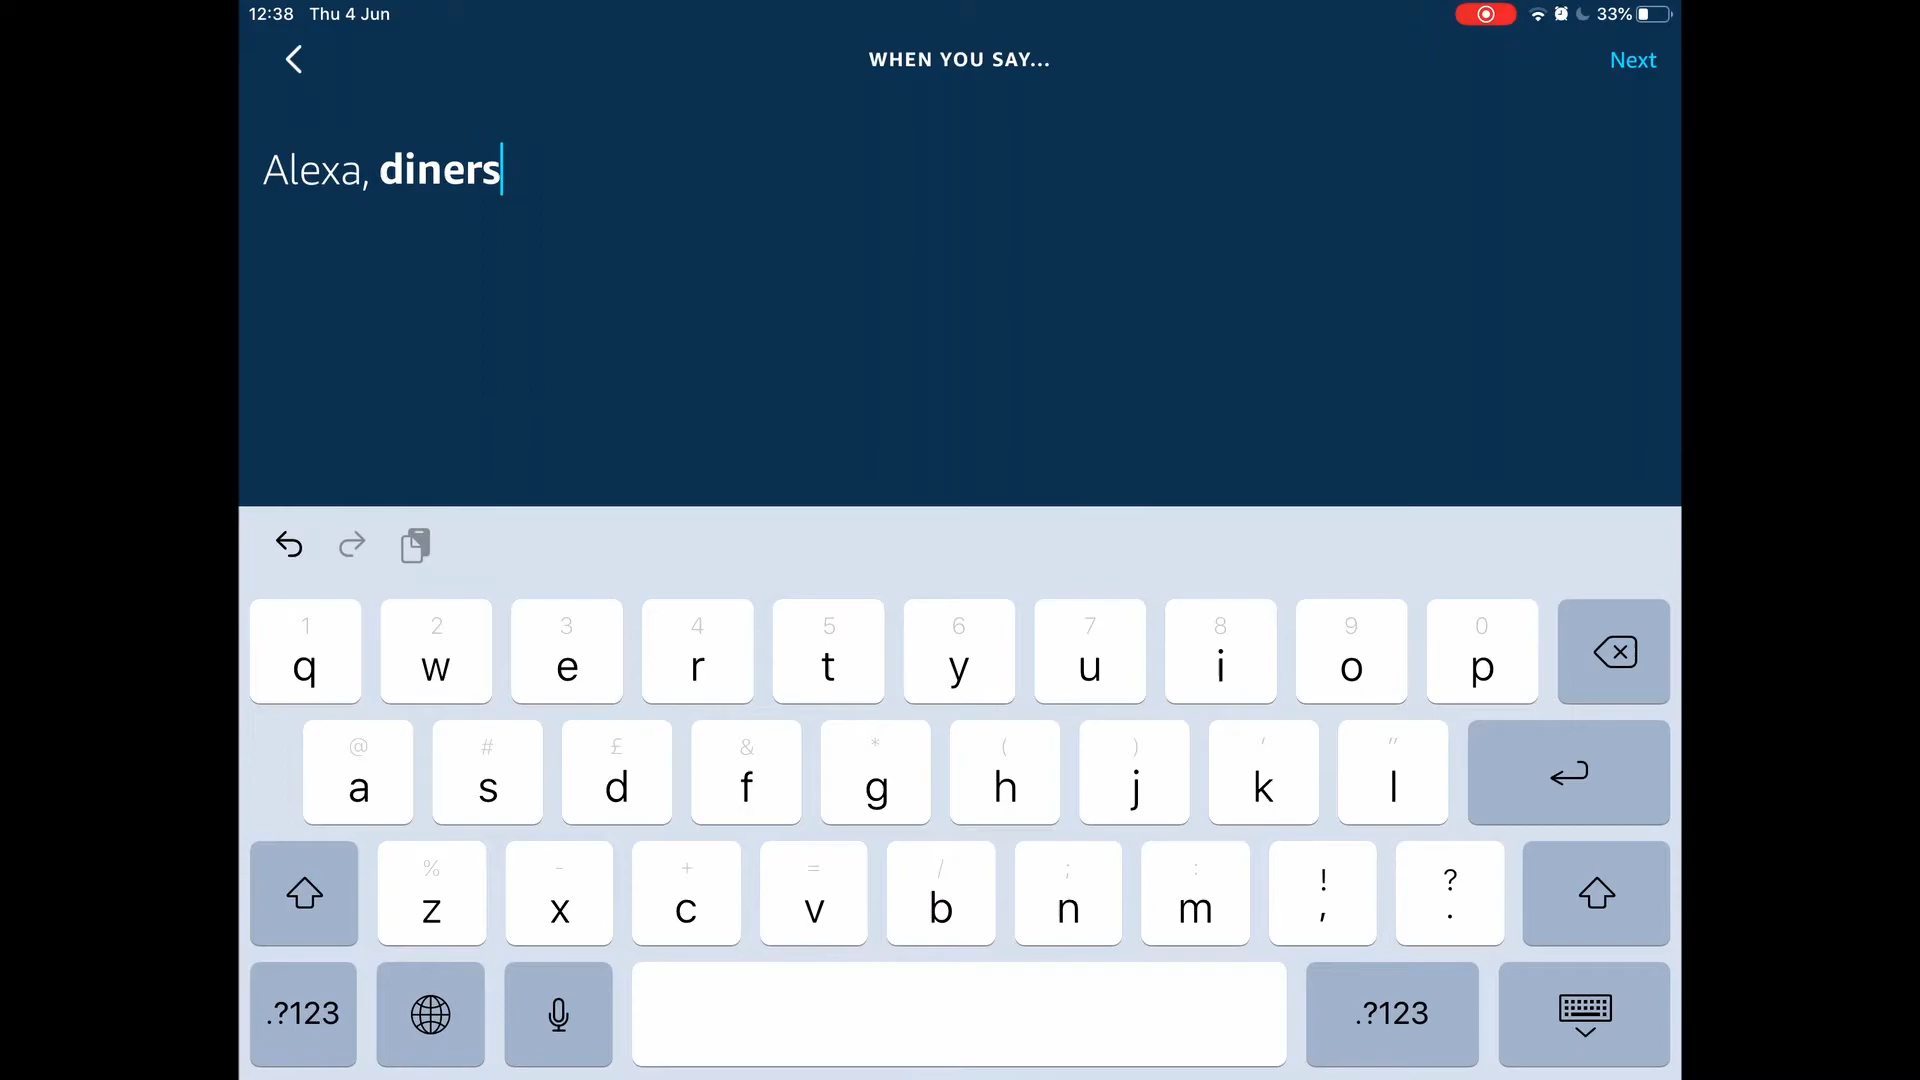 12:38 Thu 4 Jun 33%
WHEN YOU SAY... Next
Alexa, diners
1 2 3 4 5 6 7 8 9 0
q w e r t y u i o p
@ # £ & * ( ) ' "
a s d f g h j k l
% - + = / ; : ! ?
z x c v b n m , .
.?123 .?123